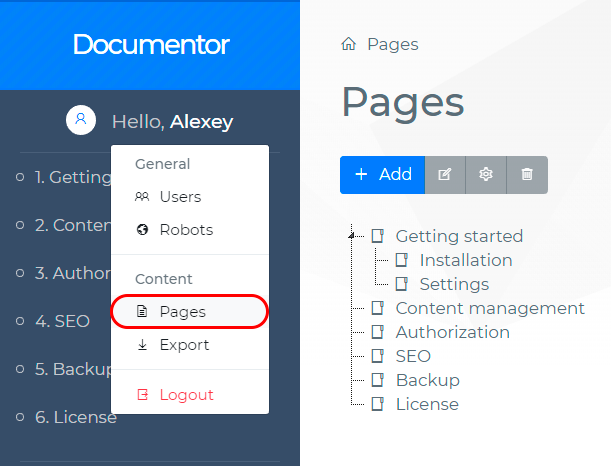 Documentor
Hello, Alexey
General
1. Getting
Users
2. Conten
Robots
3. Author
Content
4. SEO
Pages
Export
5. Backup
Logout
6. License
Pages
Pages
Add
Getting started
Installation
Settings
Content management
Authorization
SEO
Backup
License